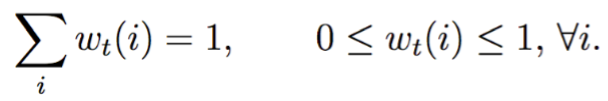 ∑_i w_t(i) = 1,    0 ≤ w_t(i) ≤ 1, ∀i.